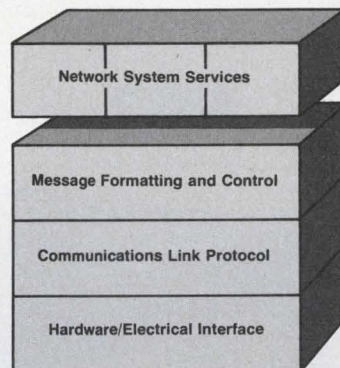 Network System Services
Message Formatting and Control
Communications Link Protocol
Hardware/Electrical Interface